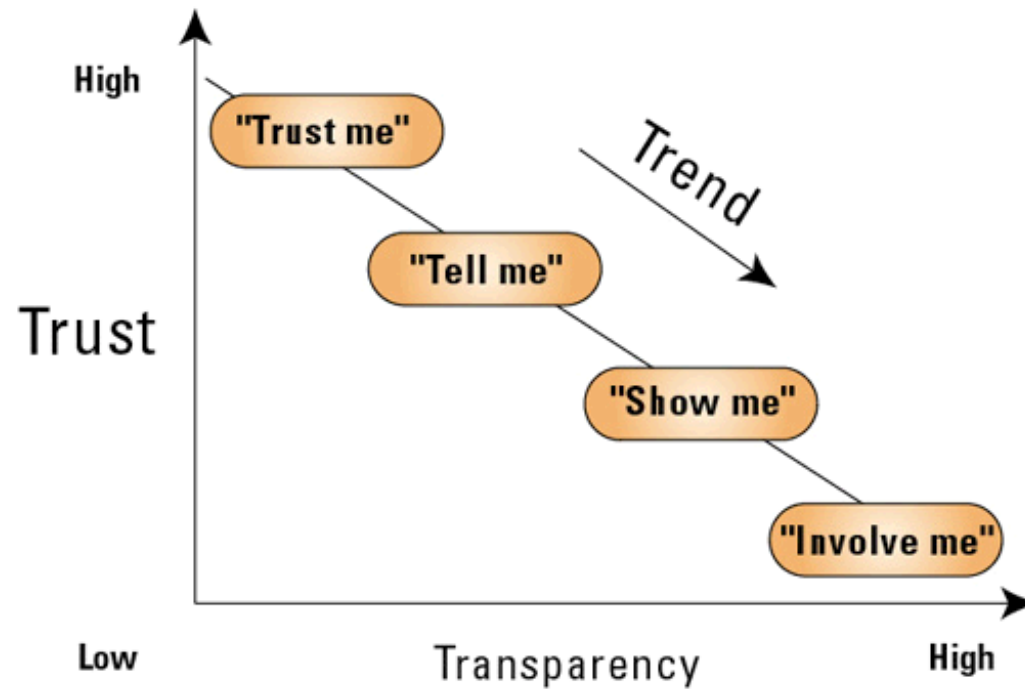 High
"Trust me"
Trend
"Tell me"
Trust
"Show me"
"Involve me"
Low
Transparency
High